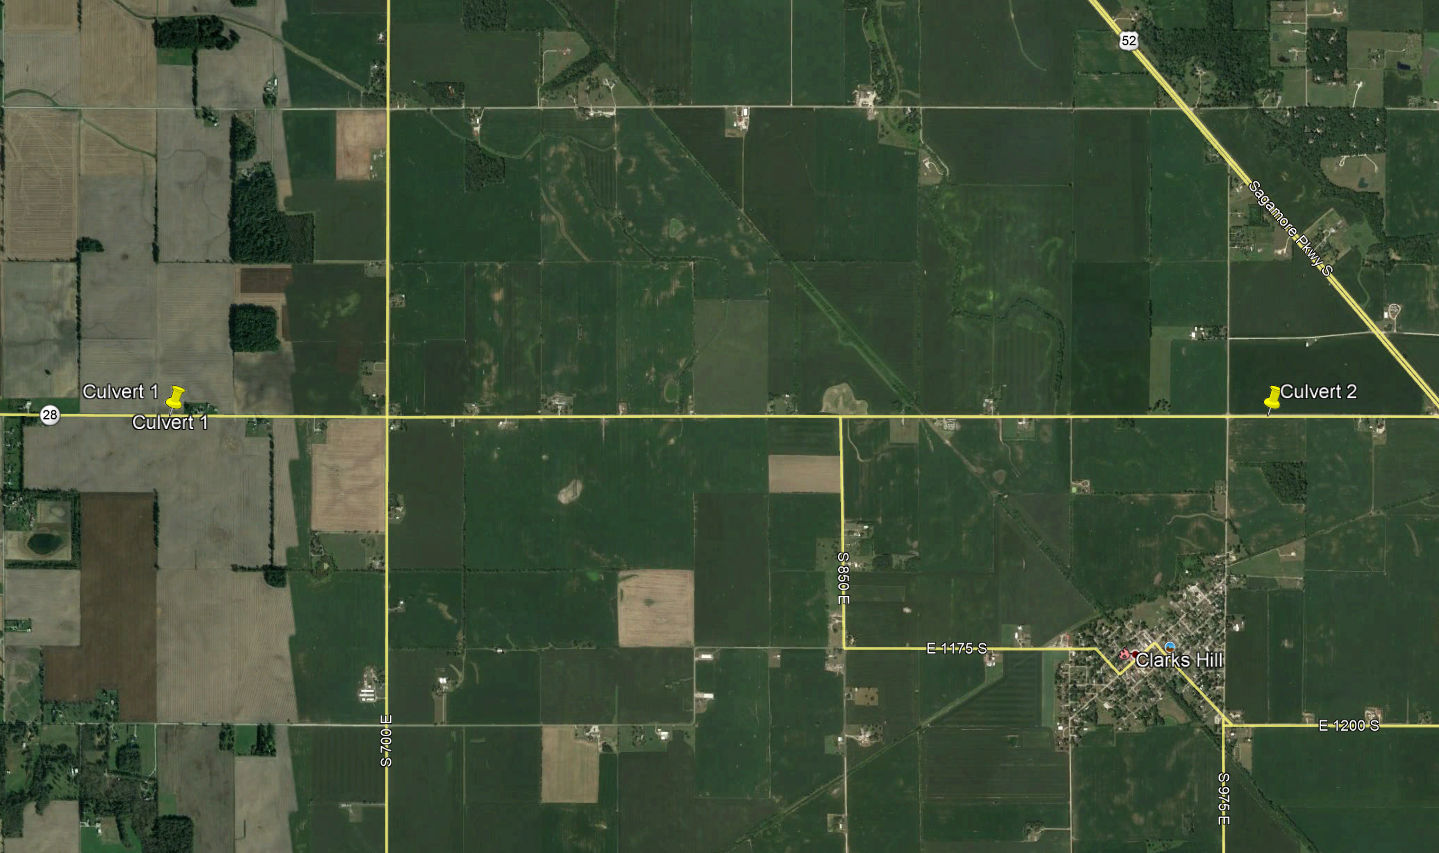 52
Sagamore Pkwy S
Culvert 1
Culvert 2
28
Culvert 1
S 850 E
E 1175 S
Clarks Hill
S 700 E
E 1200 S
S 975 E